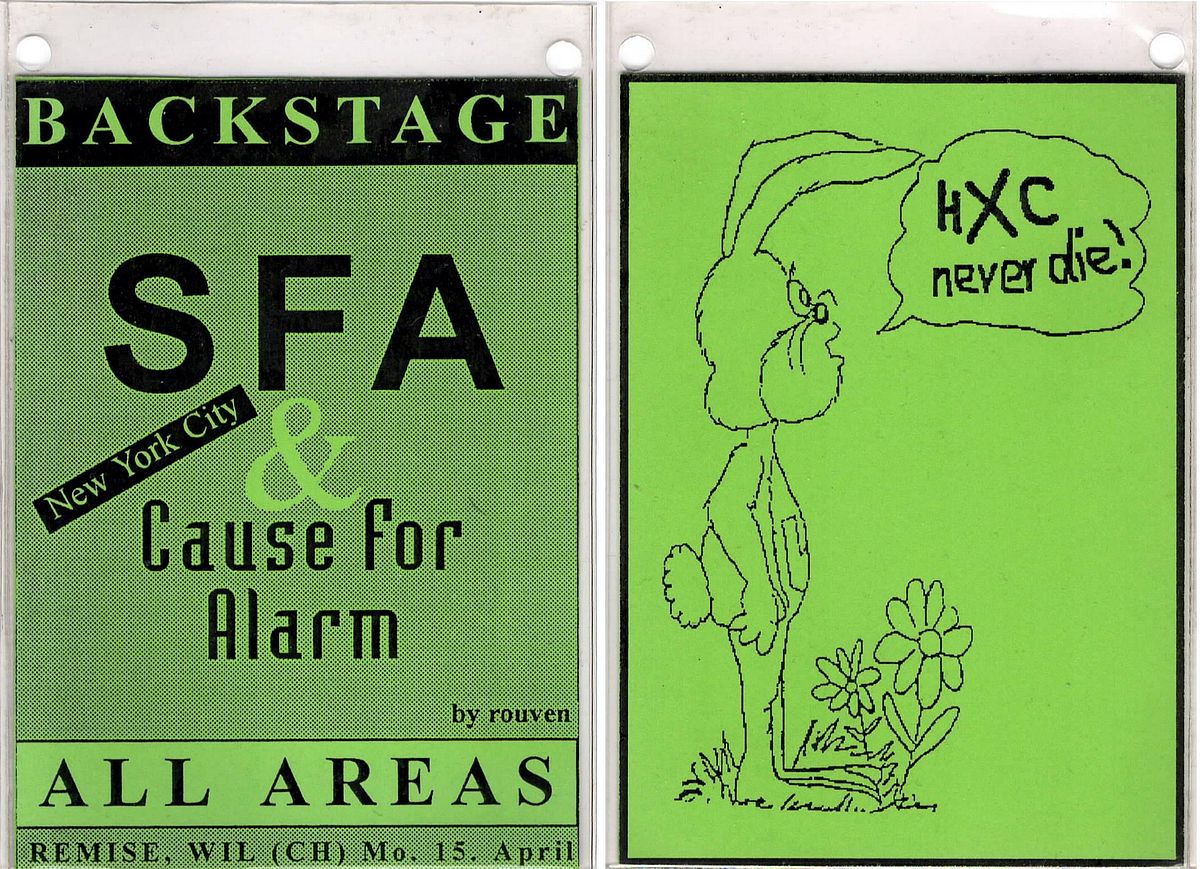 BACKSTAGE
SFA
New York City
&
Cause For
Alarm
by rouven
ALL AREAS
REMISE, WIL (CH) Mo. 15. April
HXC
never die!